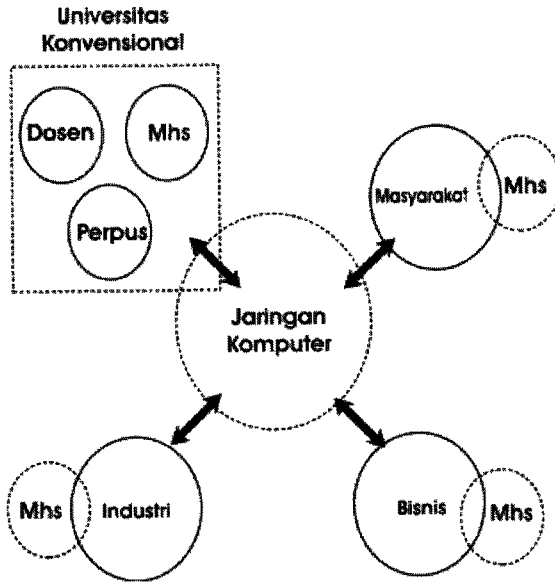 Universitas
Konvensional
Dosen
Mhs
Perpus
Masyarakat
Mhs
Jaringan
Komputer
Mhs
Industri
Bisnis
Mhs